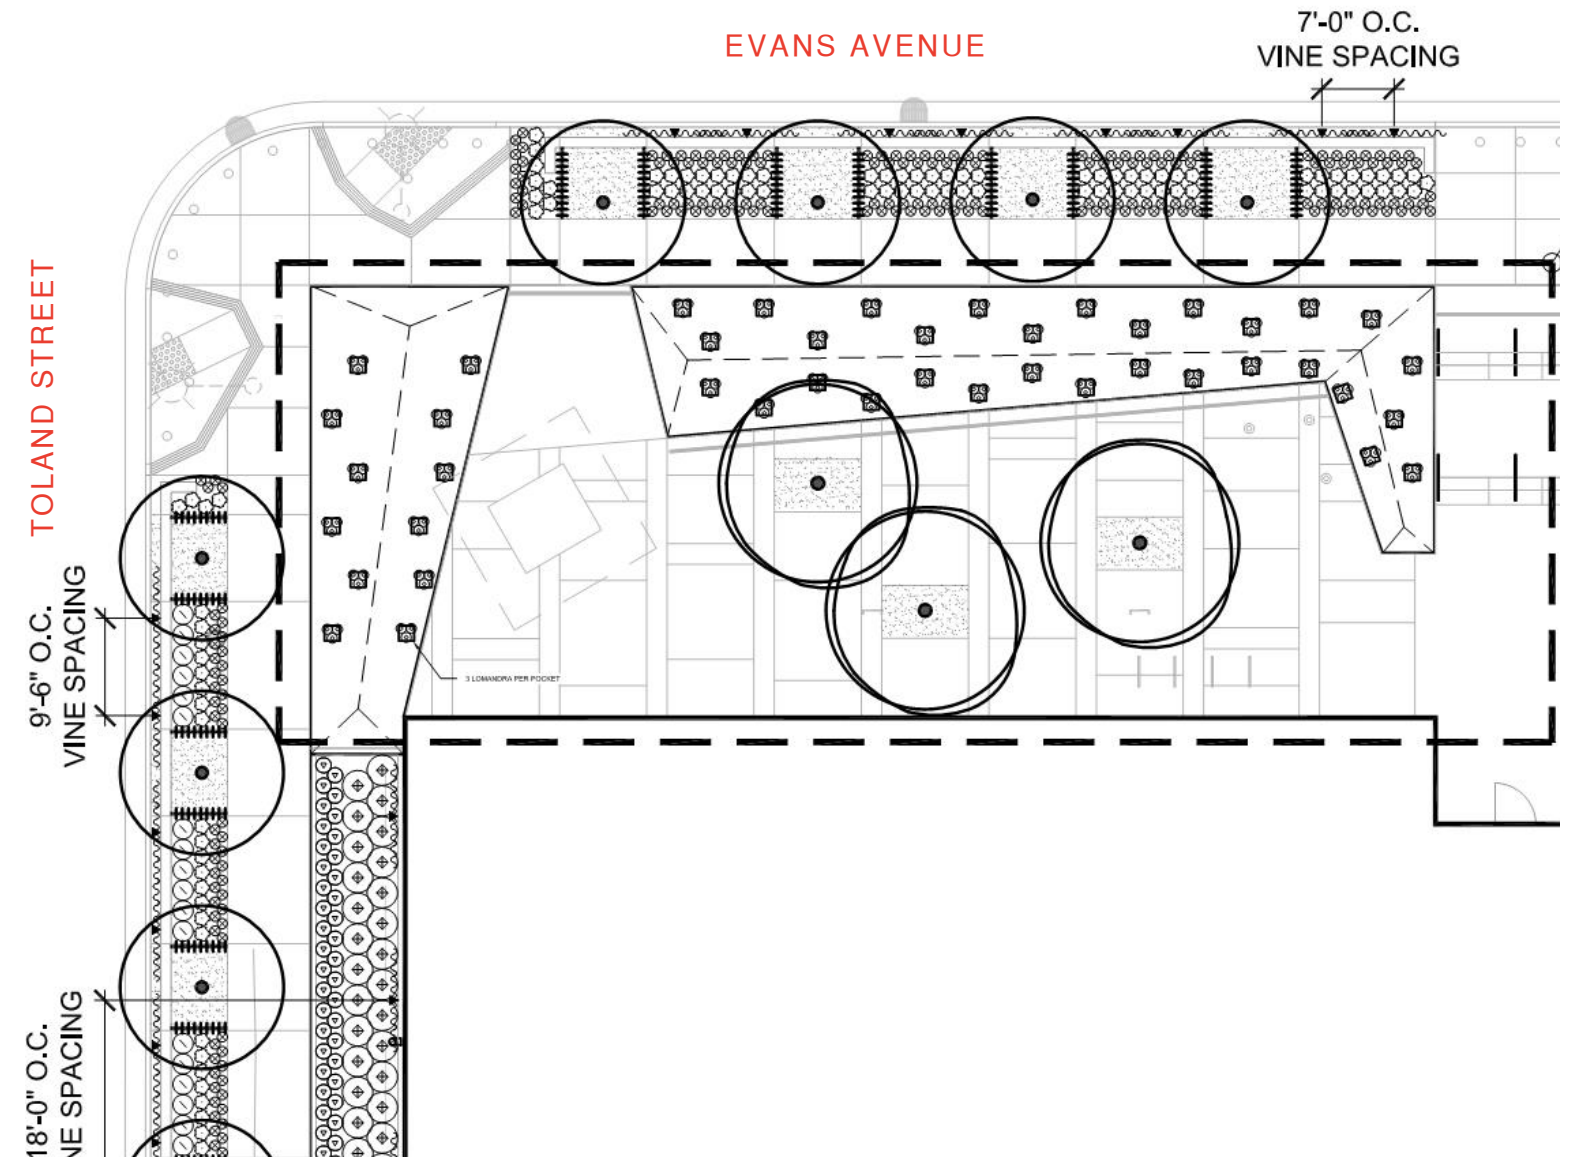 EVANS AVENUE
7'-0" O.C.
VINE SPACING
TOLAND STREET
9'-6" O.C.
VINE SPACING
3 LOMANDRA PER POCKET
18'-0" O.C.
NE SPACING